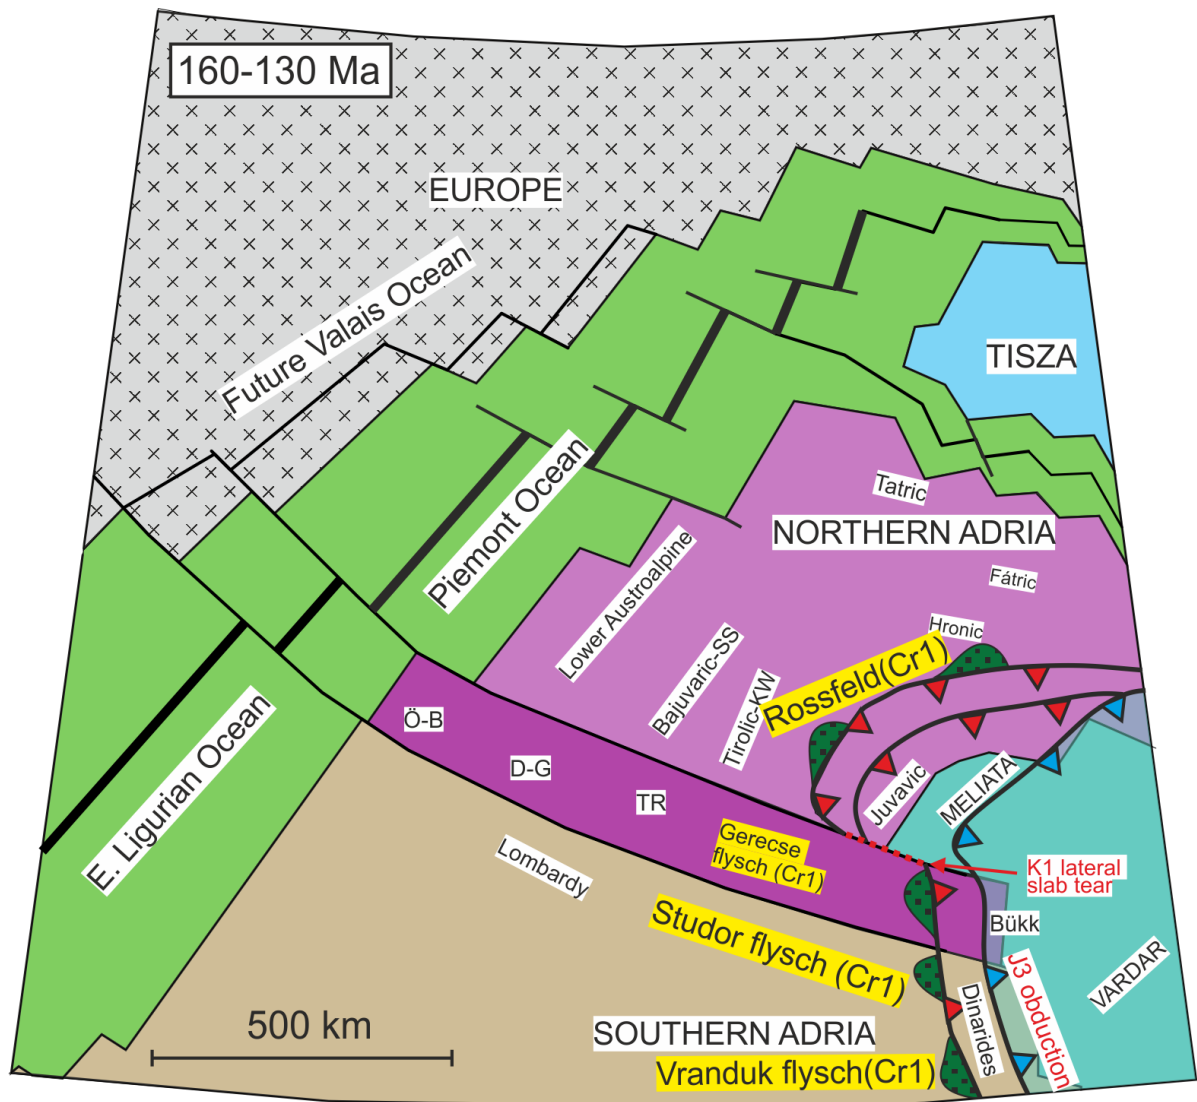 160-130 Ma
EUROPE
Future Valais Ocean
TISZA
Piemont Ocean
Tatric
NORTHERN ADRIA
Fátric
Lower Austroalpine
Hronic
Bajuvaric-SS
Tirolic-KW
Rossfeld(Cr1)
Ö-B
D-G
TR
E. Ligurian Ocean
Juvavic
MELIATA
Gerecse
flysch (Cr1)
Lombardy
K1 lateral
slab tear
Studor flysch (Cr1)
Bükk
VARDAR
J3 obduction
Dinarides
500 km
SOUTHERN ADRIA
Vranduk flysch(Cr1)